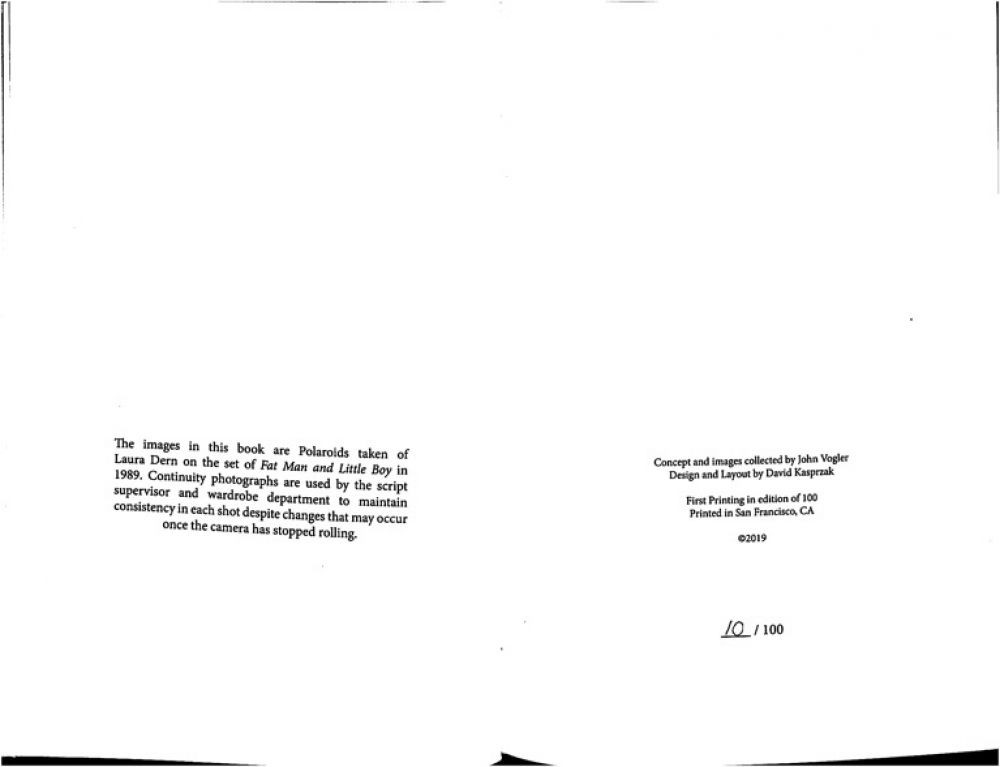 The images in this book are Polaroids taken of
Laura Dern on the set of Fat Man and Little Boy in
1989. Continuity photographs are used by the script
supervisor and wardrobe department to maintain
consistency in each shot despite changes that may occur
once the camera has stopped rolling.
Concept and images collected by John Vogler
Design and Layout by David Kasprzak
First Printing in edition of 100
Printed in San Francisco, CA
©2019
10 / 100